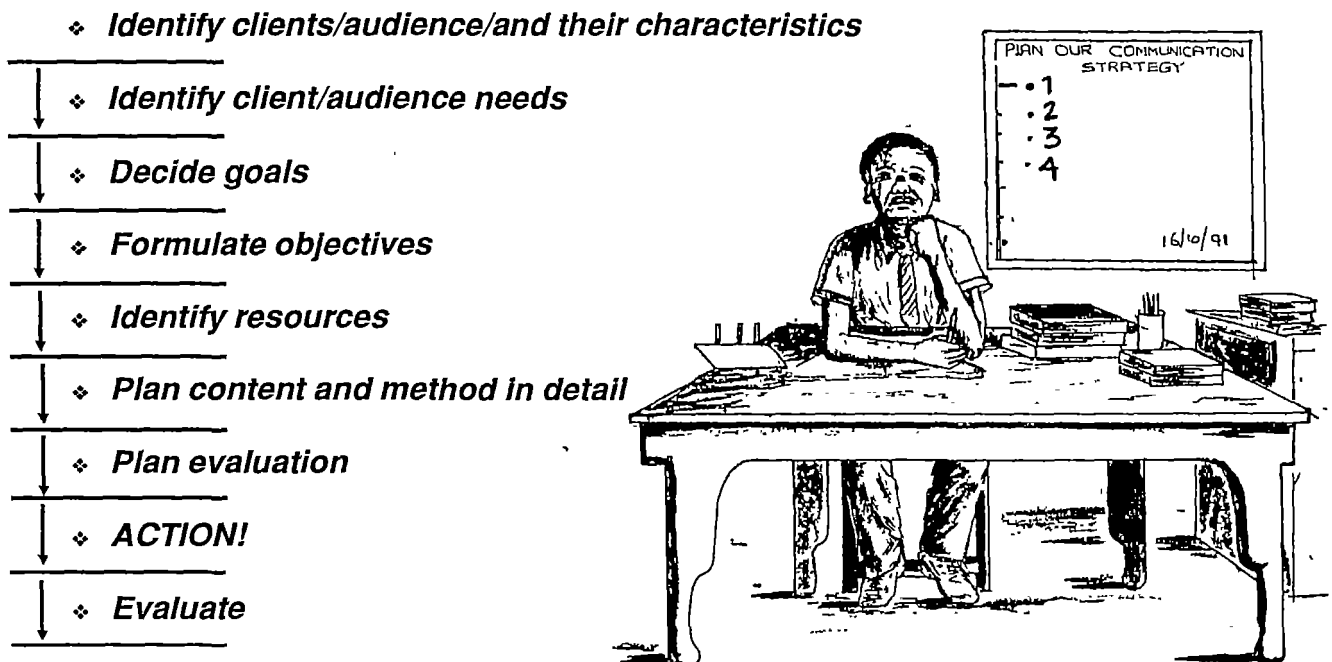 ❖ Identify clients/audience/and their characteristics
❖ Identify client/audience needs
❖ Decide goals
❖ Formulate objectives
❖ Identify resources
❖ Plan content and method in detail
❖ Plan evaluation
❖ ACTION!
❖ Evaluate
PLAN OUR COMMUNICATION
STRATEGY
• 1
• 2
• 3
• 4
16/6/91